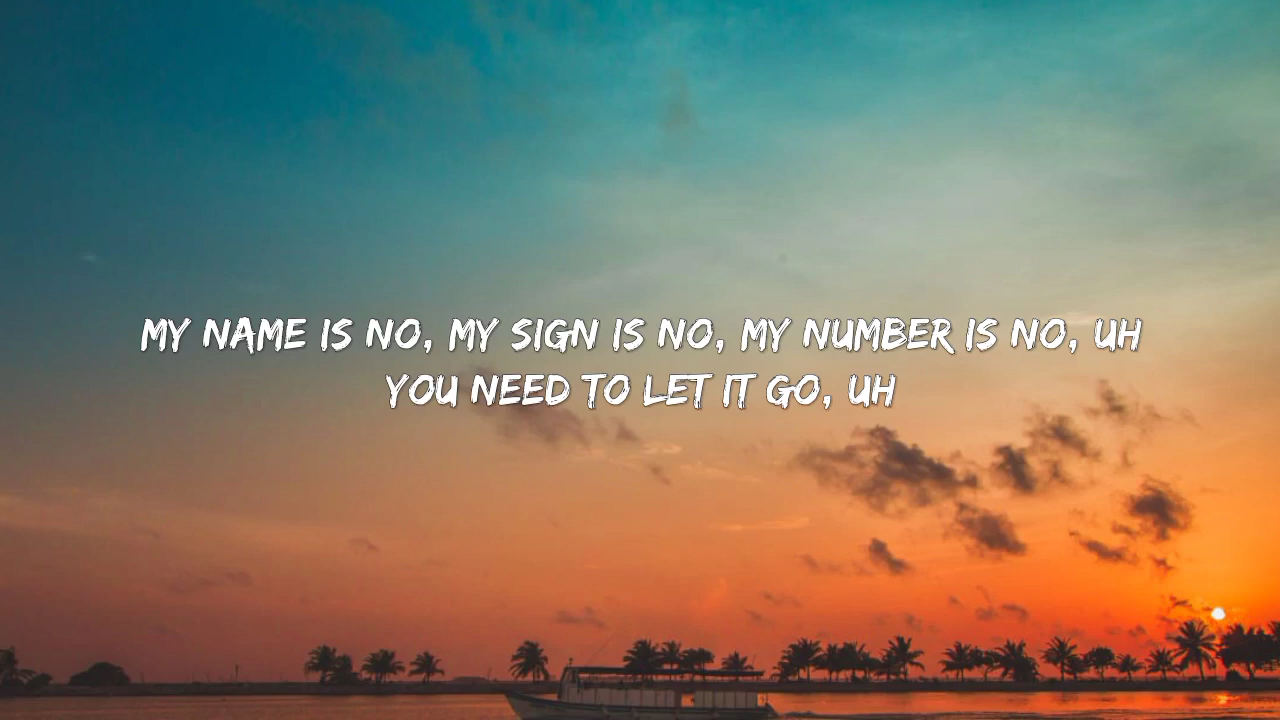 MY NAME IS NO, MY SIGN IS NO, MY NUMBER IS NO, UH
YOU NEED TO LET IT GO, UH